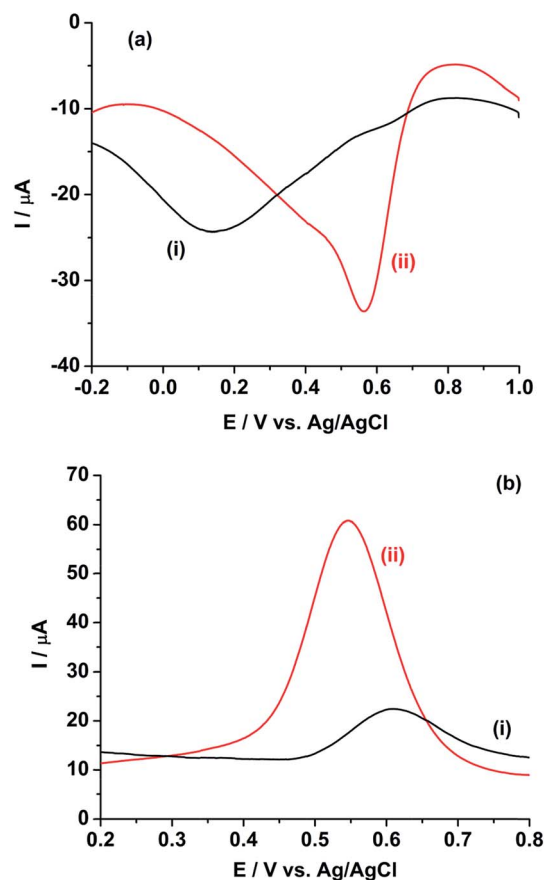 (a)
0
-10
-20
-30
-40
I / μA
(i)
(ii)
-0.2 0.0 0.2 0.4 0.6 0.8 1.0
E / V vs. Ag/AgCl
(b)
70
60
50
40
30
20
10
0
I / μA
(ii)
(i)
0.2 0.3 0.4 0.5 0.6 0.7 0.8
E / V vs. Ag/AgCl